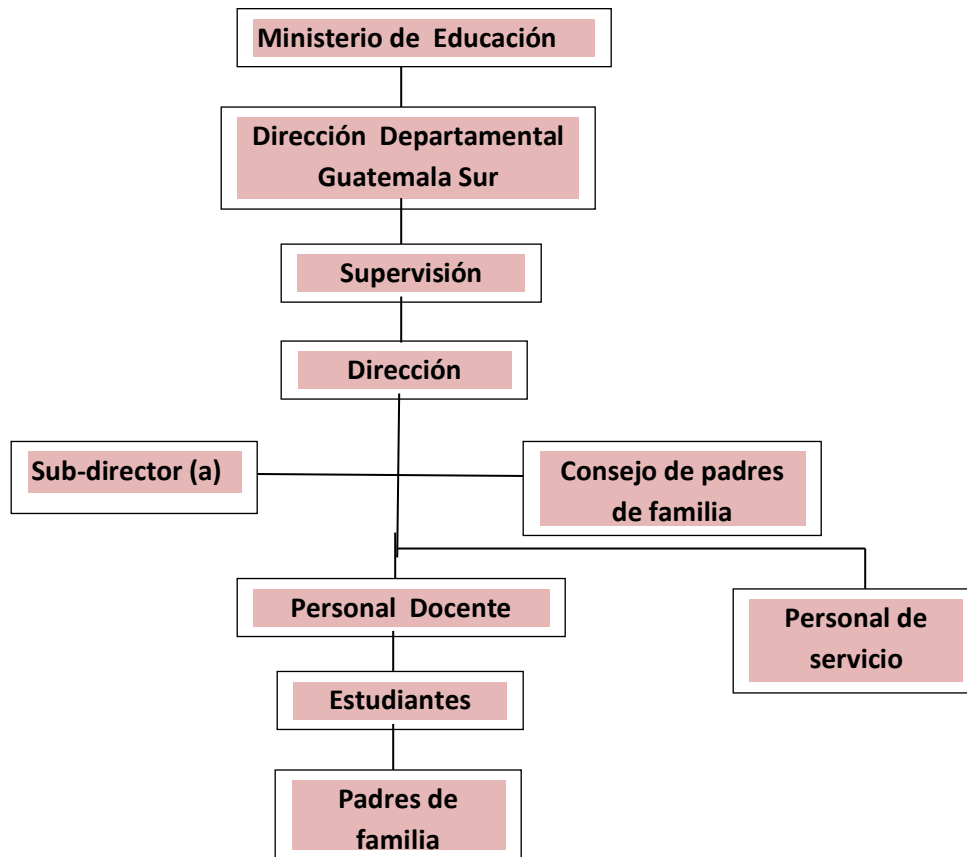 Ministerio de Educación
Dirección Departamental
Guatemala Sur
Supervisión
Dirección
Sub-director (a)
Consejo de padres
de familia
Personal Docente
Personal de
servicio
Estudiantes
Padres de
familia